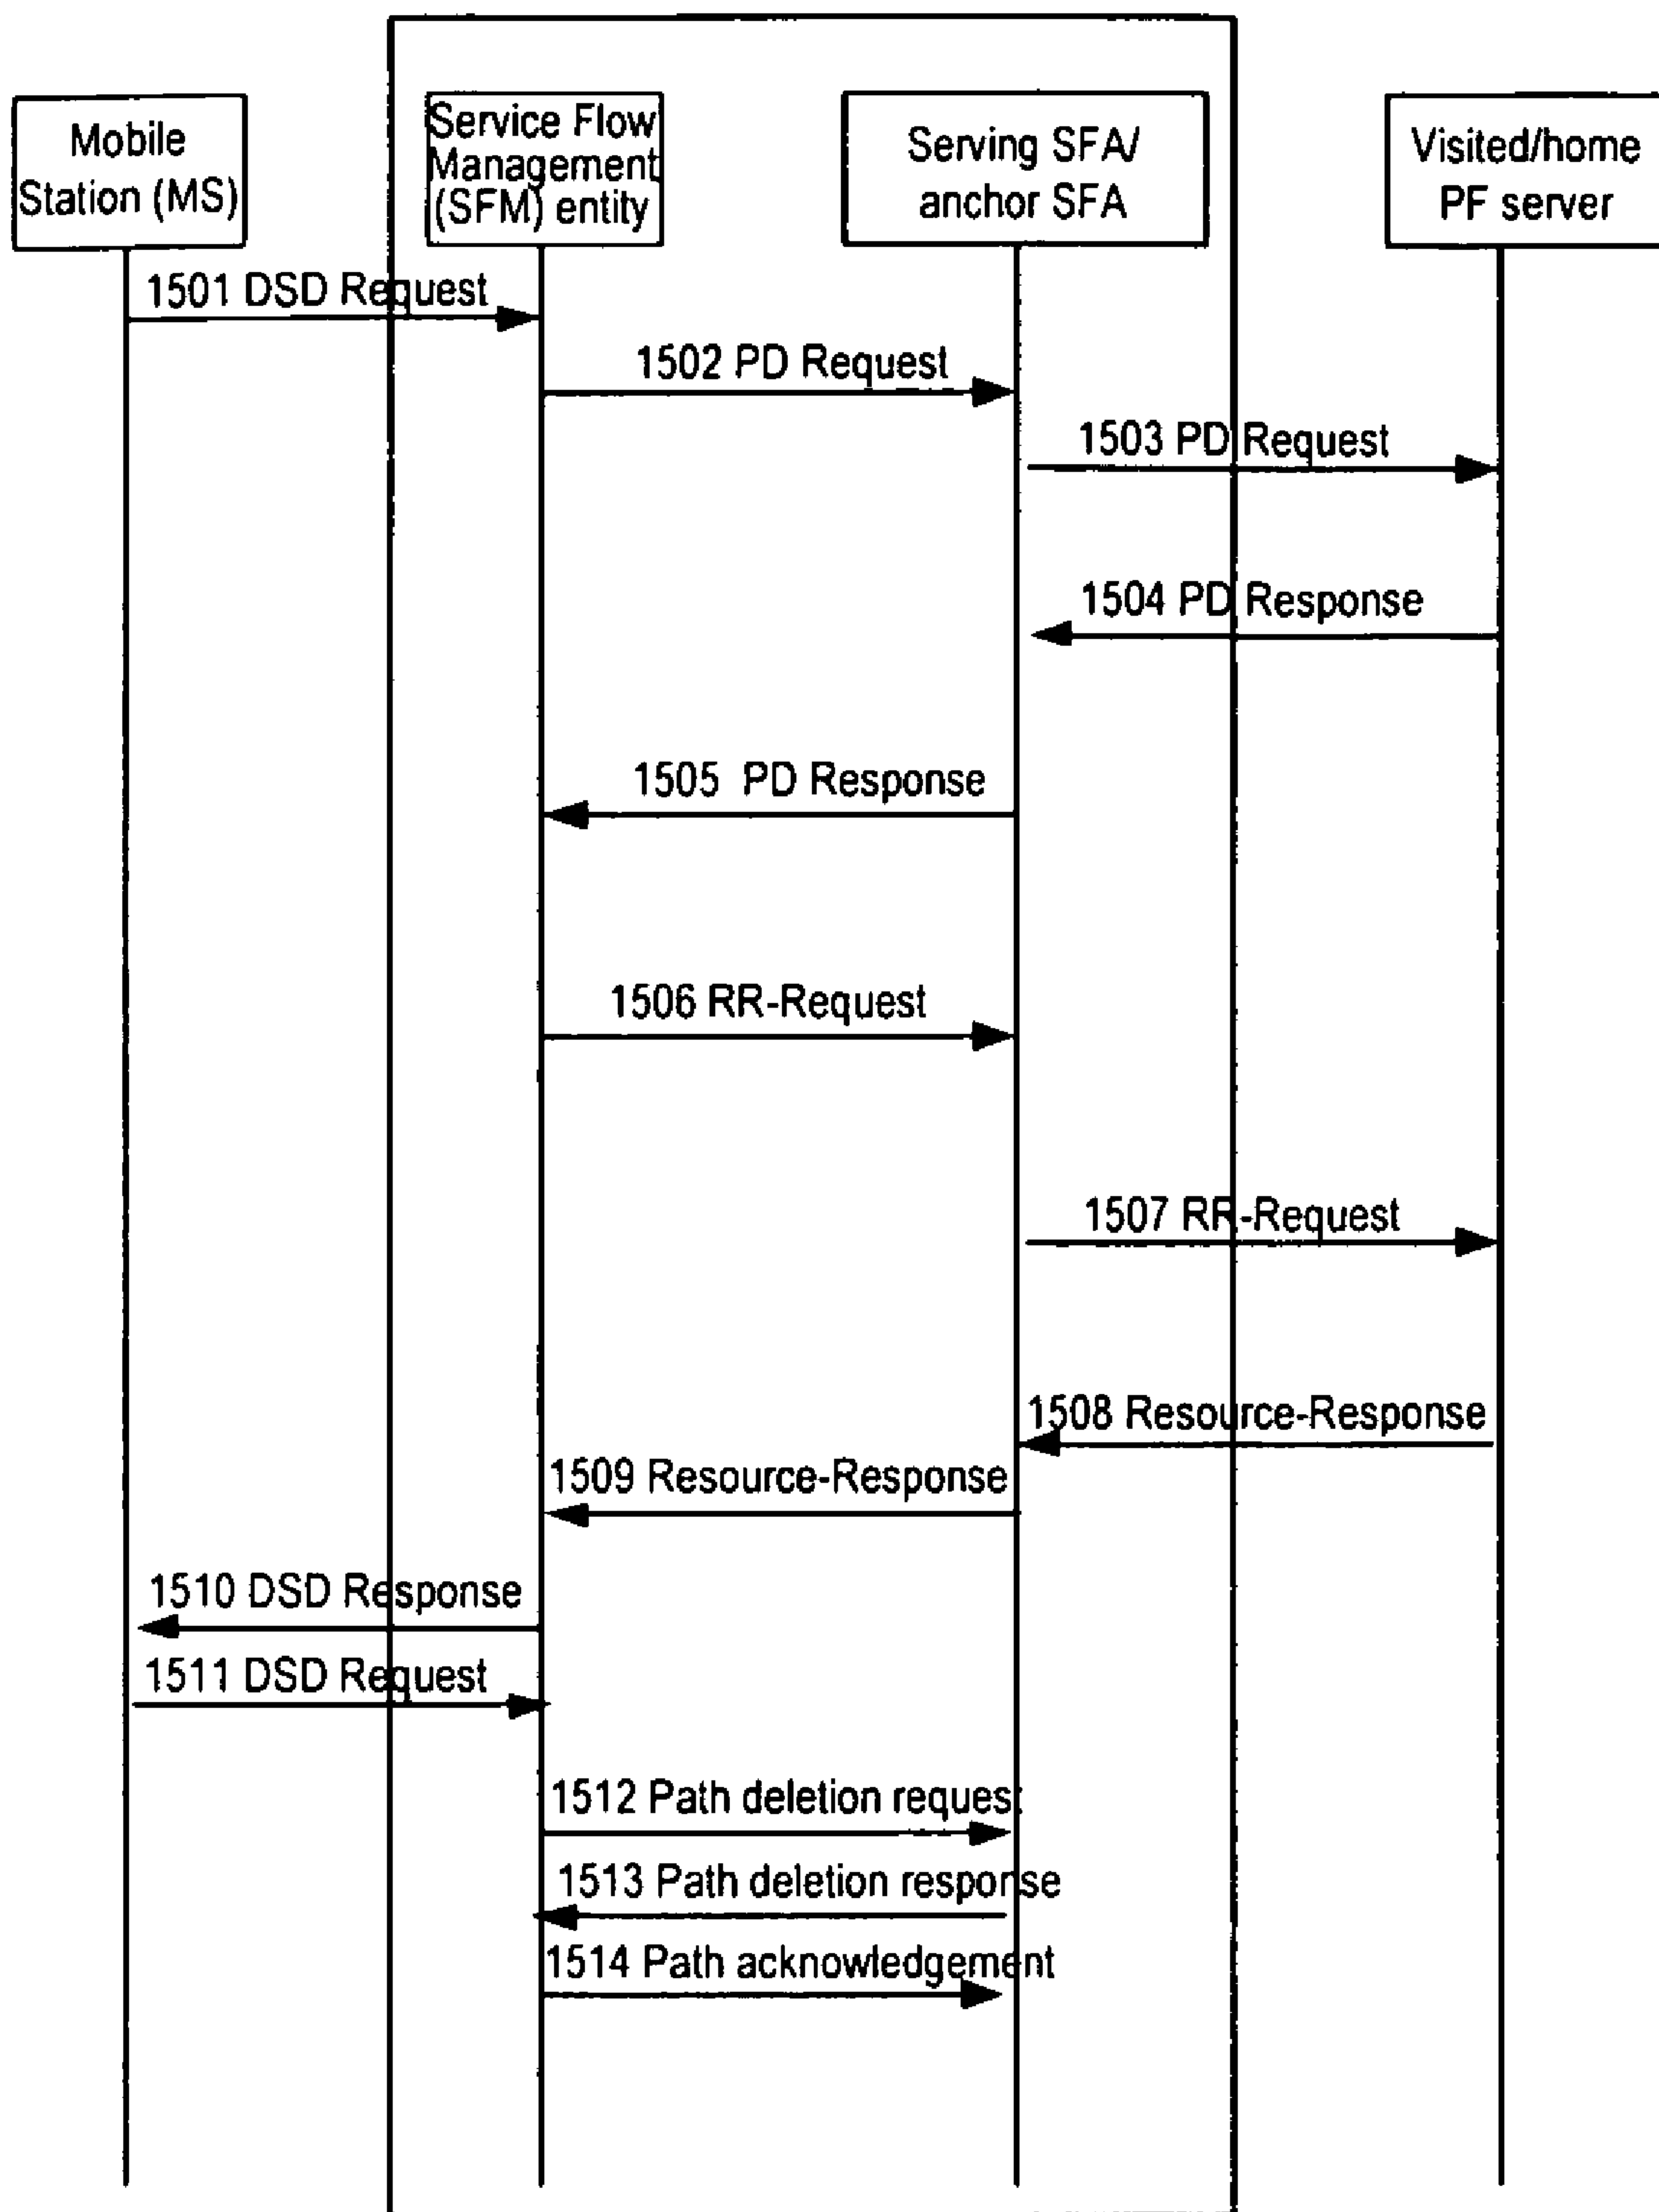 Mobile
Station (MS)
Service Flow
Management
(SFM) entity
Serving SFA/
anchor SFA
Visited/home
PF server
1501 DSD Request
1502 PD Request
1503 PD Request
1504 PD Response
1505 PD Response
1506 RR-Request
1507 RR-Request
1508 Resource-Response
1509 Resource-Response
1510 DSD Response
1511 DSD Request
1512 Path deletion request
1513 Path deletion response
1514 Path acknowledgement